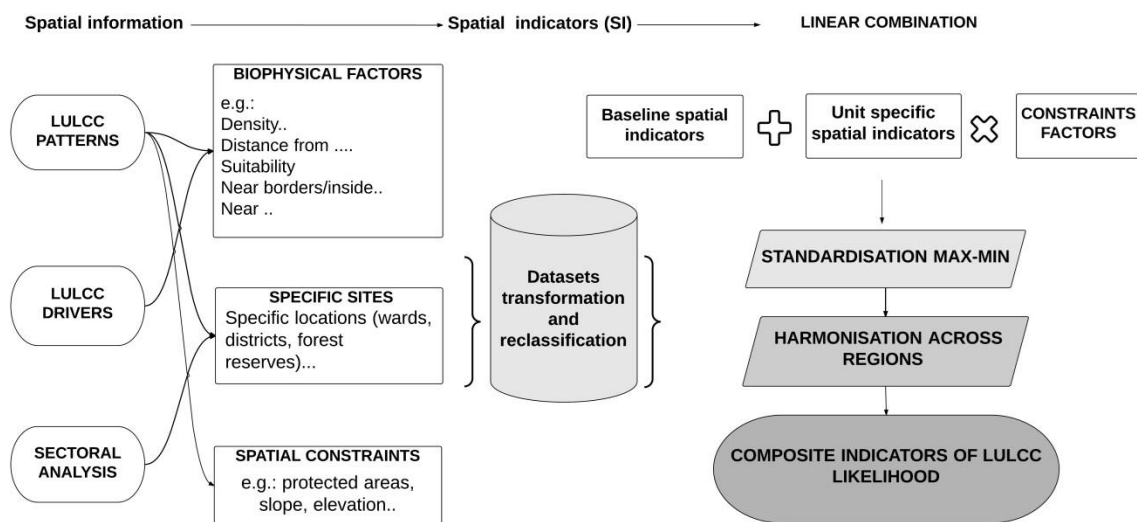 Spatial information
Spatial indicators (SI)
LINEAR COMBINATION
LULCC
PATTERNS
LULCC
DRIVERS
SECTORAL
ANALYSIS
BIOPHYSICAL FACTORS
e.g.:
Density..
Distance from ....
Suitability
Near borders/inside..
Near ..
SPECIFIC SITES
Specific locations (wards,
districts, forest
reserves)...
SPATIAL CONSTRAINTS
e.g.: protected areas,
slope, elevation..
Datasets
transformation
and
reclassification
Baseline spatial
indicators
Unit specific
spatial indicators
CONSTRAINTS
FACTORS
STANDARDISATION MAX-MIN
HARMONISATION ACROSS
REGIONS
COMPOSITE INDICATORS OF LULCC
LIKELIHOOD